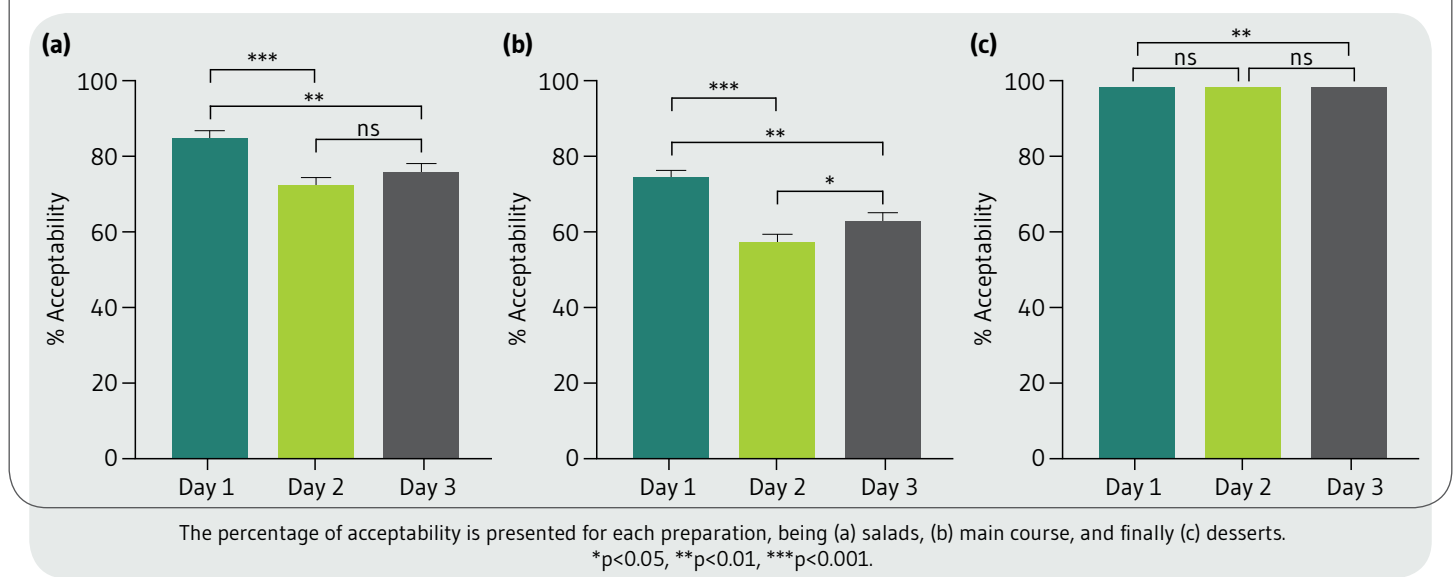 (a)
***
**
ns
100
80
60
40
20
0
% Acceptability
Day 1 Day 2 Day 3
(b)
***
**
*
100
80
60
40
20
0
% Acceptability
Day 1 Day 2 Day 3
(c)
**
ns ns
100
80
60
40
20
0
% Acceptability
Day 1 Day 2 Day 3
The percentage of acceptability is presented for each preparation, being (a) salads, (b) main course, and finally (c) desserts.
*p<0.05, **p<0.01, ***p<0.001.